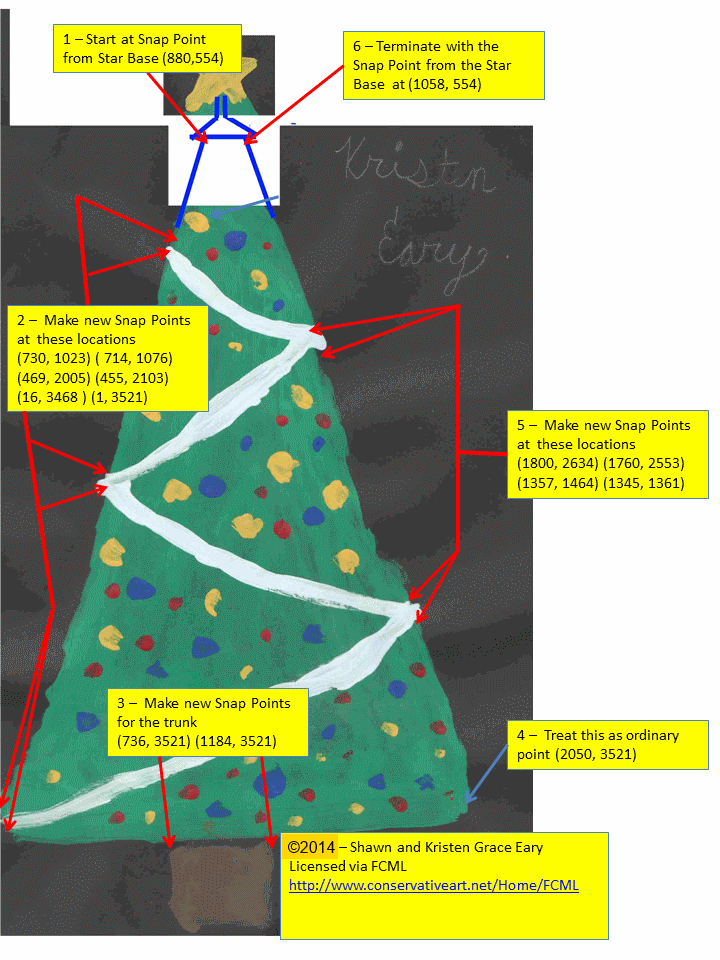 1 – Start at Snap Point
from Star Base (880,554)
6 – Terminate with the
Snap Point from the Star
Base at (1058, 554)
Kristen
Eary
2 – Make new Snap Points
at these locations
(730, 1023) ( 714, 1076)
(469, 2005) (455, 2103)
(16, 3468 ) (1, 3521)
5 – Make new Snap Points
at these locations
(1800, 2634) (1760, 2553)
(1357, 1464) (1345, 1361)
3 – Make new Snap Points
for the trunk
(736, 3521) (1184, 3521)
4 – Treat this as ordinary
point (2050, 3521)
©2014 – Shawn and Kristen Grace Eary
Licensed via FCML
http://www.conservativeart.net/Home/FCML